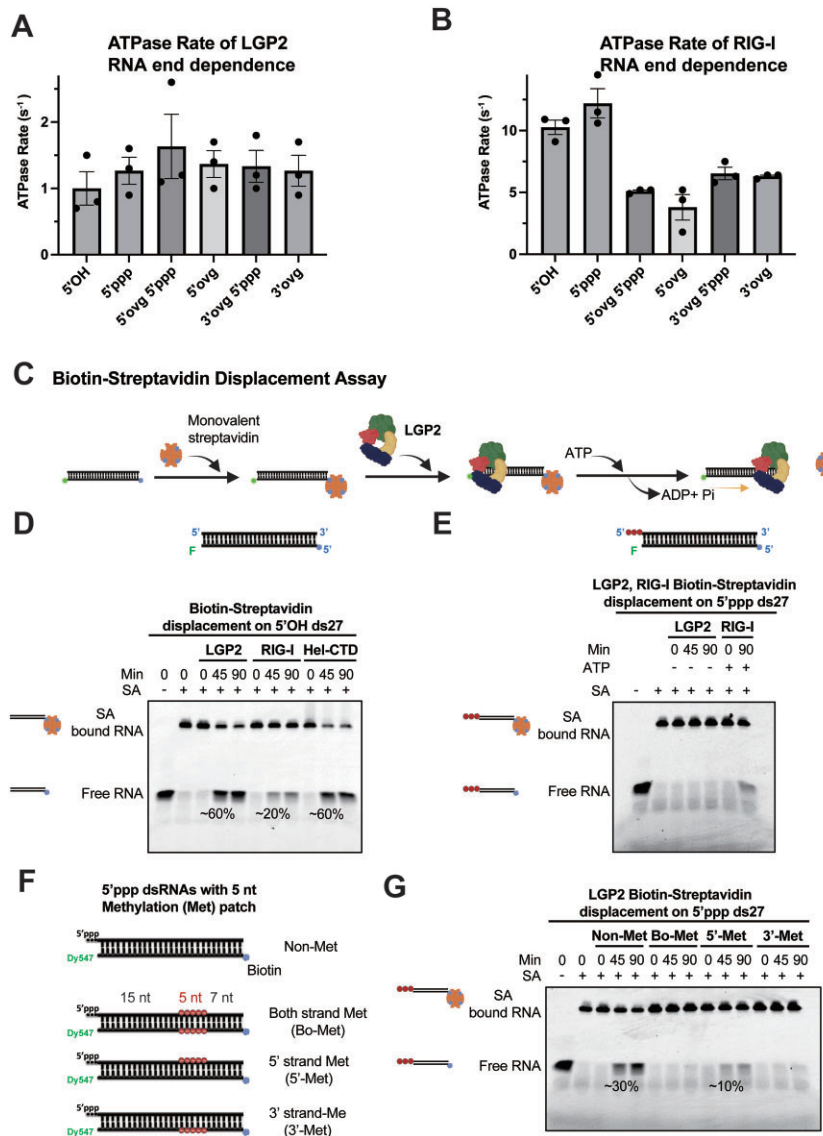 A
ATPase Rate of LGP2
RNA end dependence
ATPase Rate (s⁻¹)
2
1
0
5'OH
5'ppp
5'ovg 5'ppp
5'ovg
3'ovg 5'ppp
3'ovg
B
ATPase Rate of RIG-I
RNA end dependence
ATPase Rate (s⁻¹)
10
5
0
5'OH
5'ppp
5'ovg 5'ppp
5'ovg
3'ovg 5'ppp
3'ovg
C Biotin-Streptavidin Displacement Assay
Monovalent
streptavidin
LGP2
ATP
ADP+ Pi
D
5' 3'
F 5'
Biotin-Streptavidin
displacement on 5'OH ds27
LGP2 RIG-I Hel-CTD
Min 0 0 0 45 90 0 45 90 0 45 90
SA - + + + + + + + + + +
SA
bound RNA
Free RNA
~60% ~20% ~60%
E
5' 3'
F 5'
LGP2, RIG-I Biotin-Streptavidin
displacement on 5'ppp ds27
LGP2 RIG-I
Min 0 45 90 0 90
ATP - - - + +
SA - + + + + + +
SA
bound RNA
Free RNA
F
5'ppp dsRNAs with 5 nt
Methylation (Met) patch
5'ppp
Non-Met
Dy547
Biotin
15 nt 5 nt 7 nt
5'ppp
Both strand Met
Dy547
(Bo-Met)
5'ppp
5' strand Met
Dy547
(5'-Met)
5'ppp
3' strand-Me
Dy547
(3'-Met)
G
LGP2 Biotin-Streptavidin
displacement on 5'ppp ds27
Non-Met Bo-Met 5'-Met 3'-Met
Min 0 0 0 45 90 0 45 90 0 45 90 0 45 90
SA - + + + + + + + + + + + + +
SA
bound RNA
Free RNA
~30% ~10%